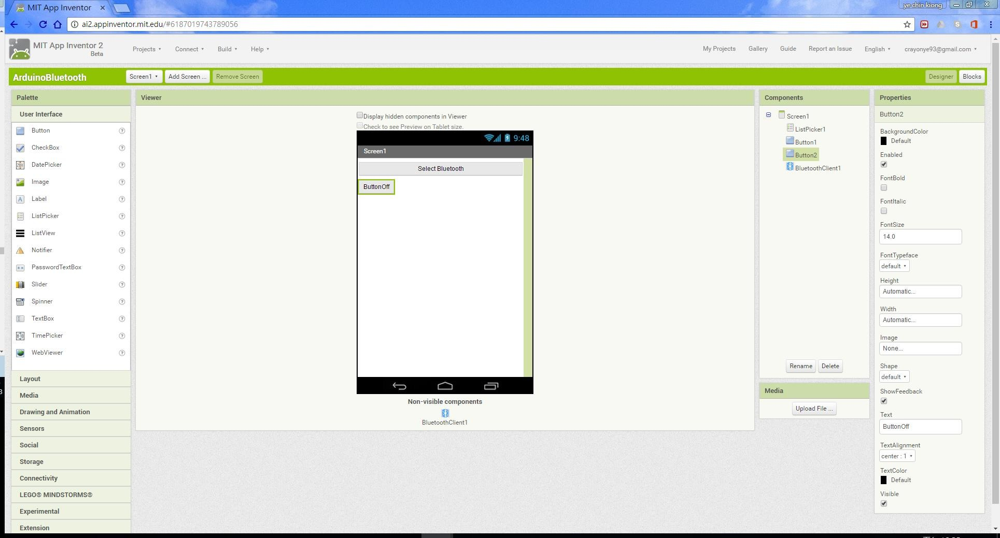 MIT App Inventor
ye chin kiong
ai2.appinventor.mit.edu/#6187019743789056
MIT App Inventor 2
Beta
Projects
Connect
Build
Help
My Projects
Gallery
Guide
Report an Issue
English
crayonye93@gmail.com
ArduinoBluetooth
Screen1
Add Screen ...
Remove Screen
Designer
Blocks
Palette
User Interface
Button
CheckBox
DatePicker
Image
Label
ListPicker
ListView
Notifier
PasswordTextBox
Slider
Spinner
TextBox
TimePicker
WebViewer
Layout
Media
Drawing and Animation
Sensors
Social
Storage
Connectivity
LEGO® MINDSTORMS®
Experimental
Extension
Viewer
Display hidden components in Viewer
Check to see Preview on Tablet size.
9:48
Screen1
Select Bluetooth
ButtonOff
Non-visible components
BluetoothClient1
Components
Screen1
ListPicker1
Button1
Button2
BluetoothClient1
Rename
Delete
Media
Upload File ...
Properties
Button2
BackgroundColor
Default
Enabled
FontBold
FontItalic
FontSize
14.0
FontTypeface
default
Height
Automatic...
Width
Automatic...
Image
None...
Shape
default
ShowFeedback
Text
ButtonOff
TextAlignment
center : 1
TextColor
Default
Visible